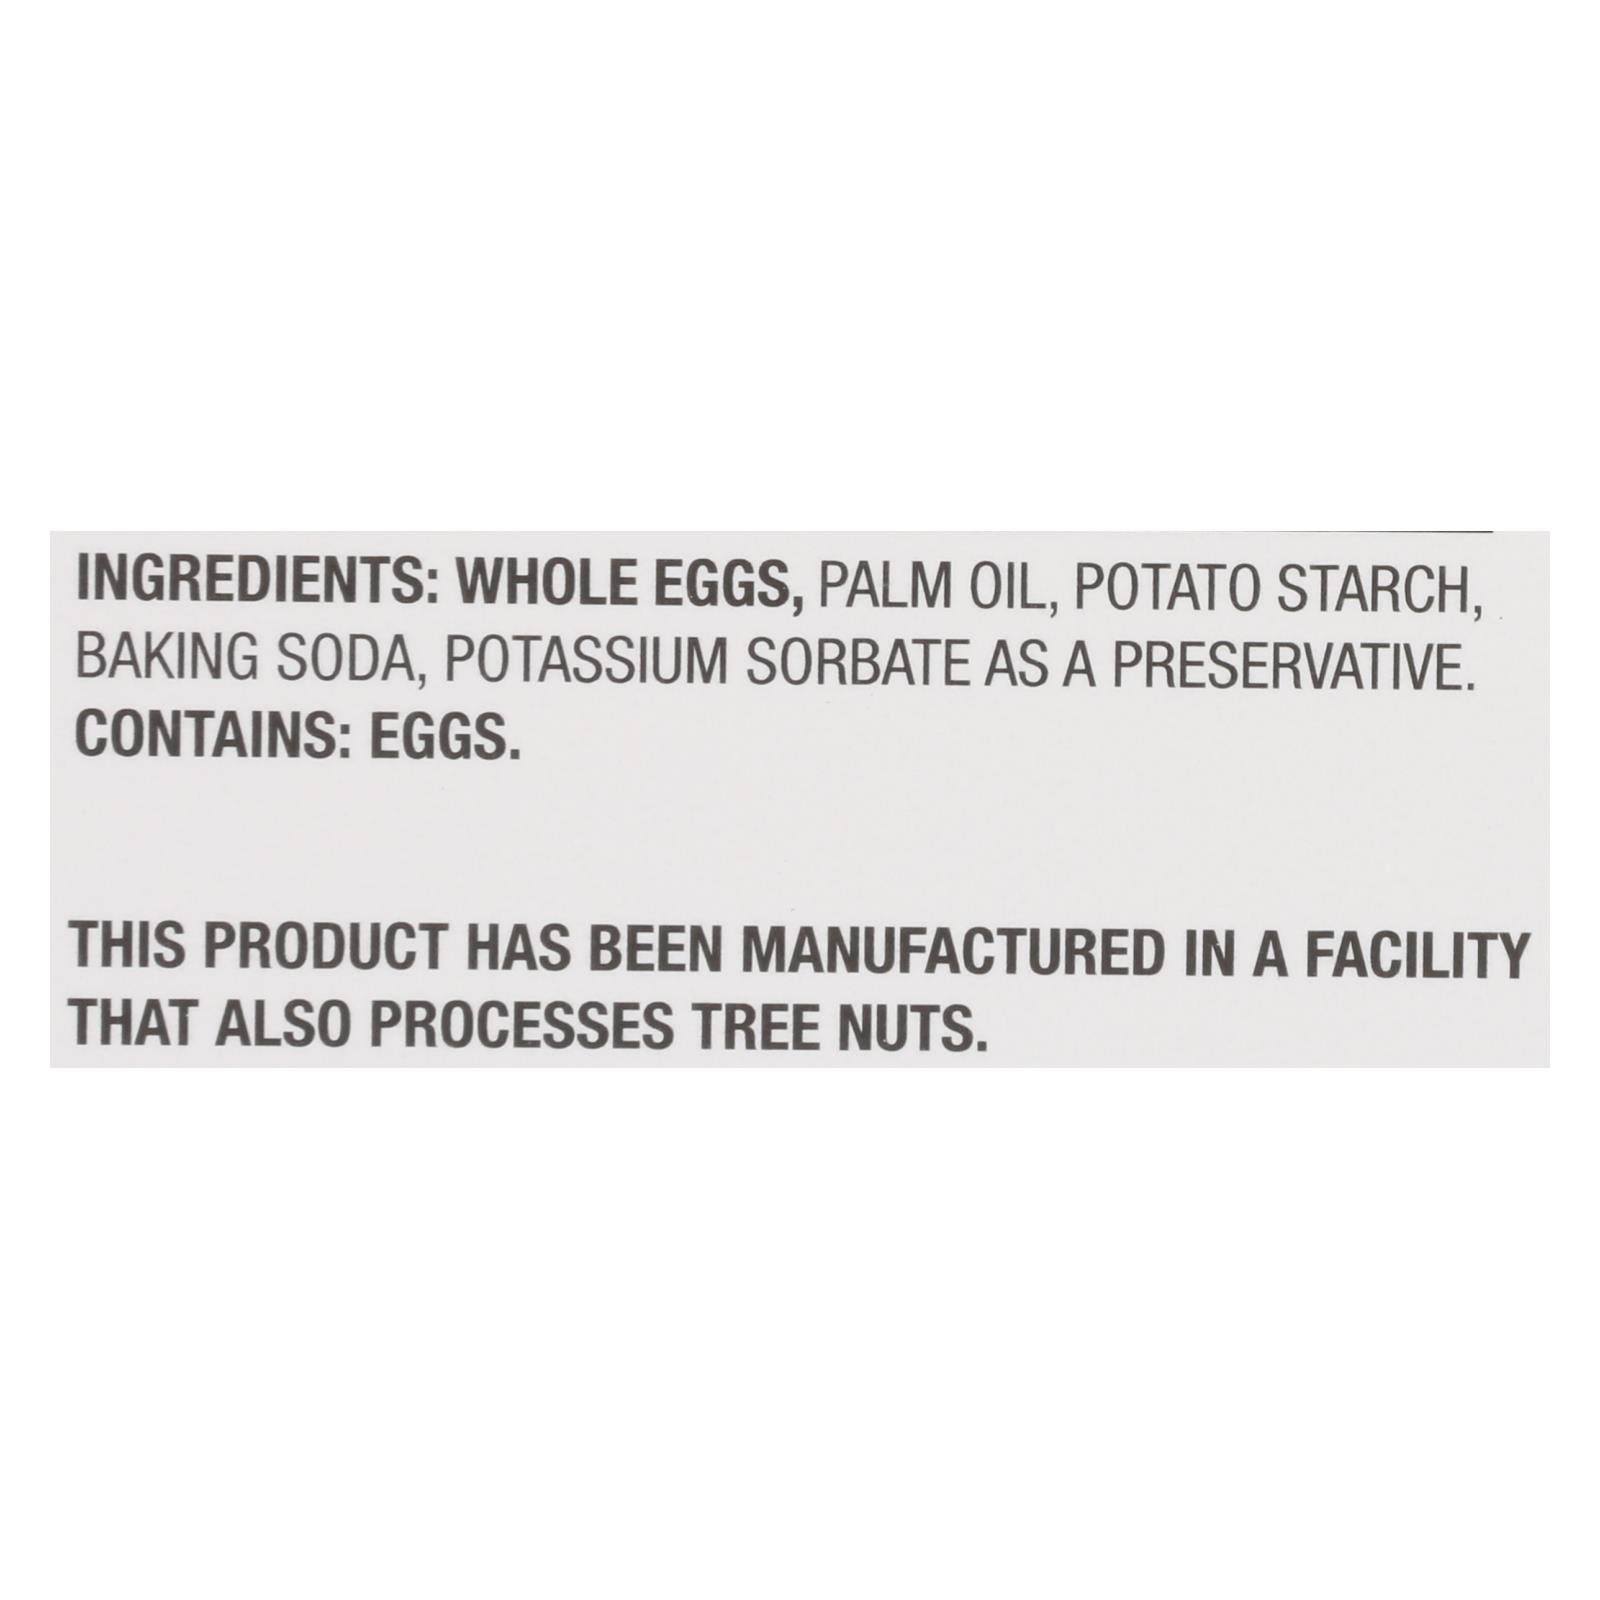 INGREDIENTS: WHOLE EGGS, PALM OIL, POTATO STARCH,
BAKING SODA, POTASSIUM SORBATE AS A PRESERVATIVE.
CONTAINS: EGGS.
THIS PRODUCT HAS BEEN MANUFACTURED IN A FACILITY
THAT ALSO PROCESSES TREE NUTS.